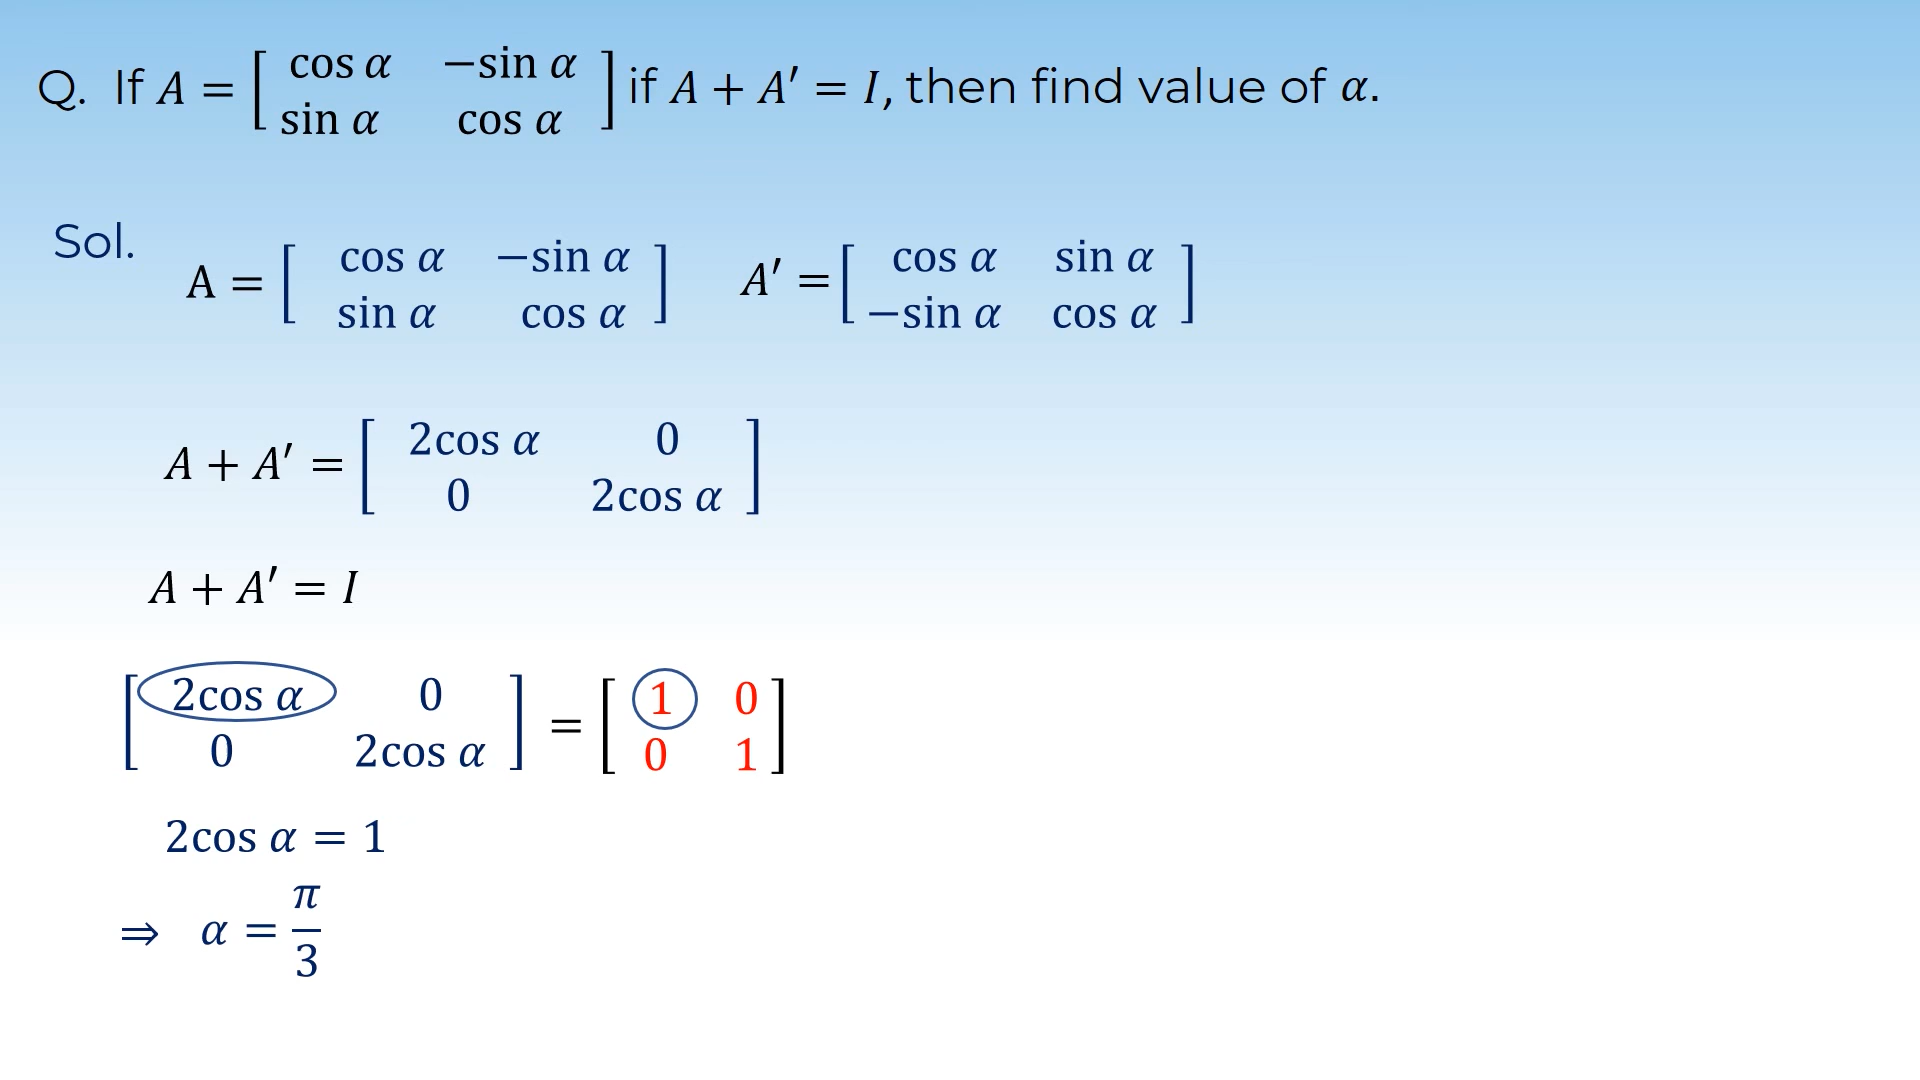 Q. If A = [ cos α −sin α
sin α cos α ] if A + A′ = I, then find value of α.
Sol.
A = [ cos α −sin α
sin α cos α ] A′ = [ cos α sin α
−sin α cos α ]
A + A′ = [ 2cos α 0
0 2cos α ]
A + A′ = I
[ 2cos α 0
0 2cos α ] = [ 1 0
0 1 ]
2cos α = 1
⇒ α = π/3